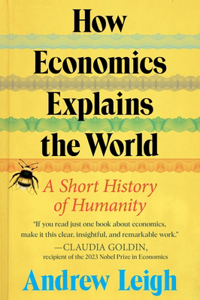 How
Economics
Explains
the World
A Short History
of Humanity
"If you read just one book about economics,
make it this clear, insightful, and remarkable work."
—CLAUDIA GOLDIN,
recipient of the 2023 Nobel Prize in Economics
Andrew Leigh